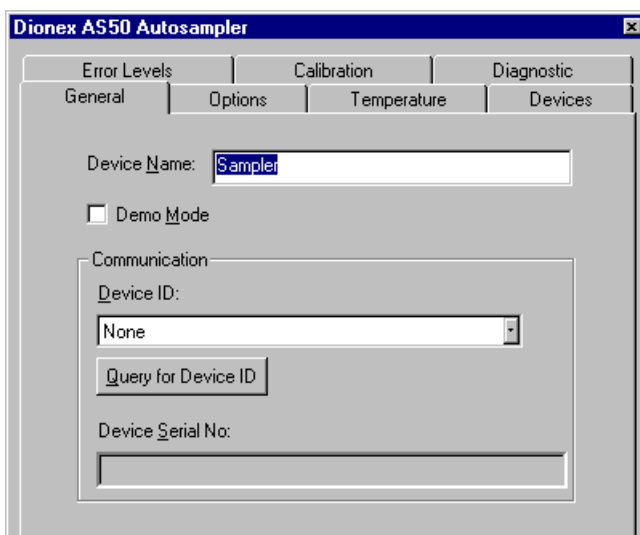 Dionex AS50 Autosampler
Error Levels Calibration Diagnostic
General Options Temperature Devices
Device Name: Sampler
Demo Mode
Communication
Device ID:
None
Query for Device ID
Device Serial No: